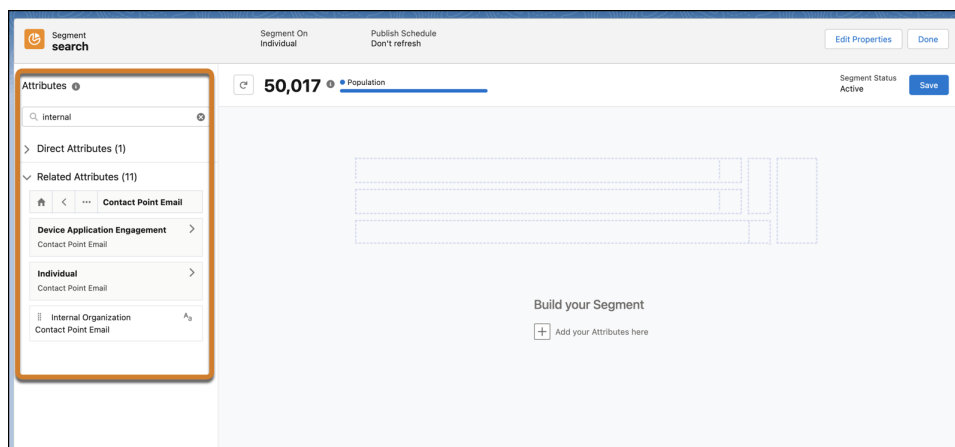 Segment
search
Segment On
Individual
Publish Schedule
Don't refresh
Edit Properties
Done
Attributes
internal
Direct Attributes (1)
Related Attributes (11)
Contact Point Email
Device Application Engagement
Contact Point Email
Individual
Contact Point Email
Internal Organization
Contact Point Email
Aa
50,017
Population
Segment Status
Active
Save
Build your Segment
Add your Attributes here